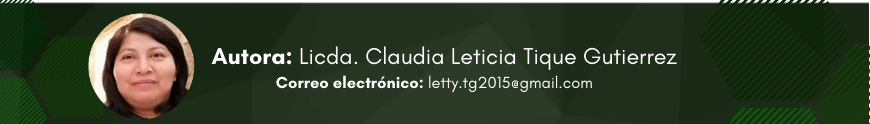 Autora: Licda. Claudia Leticia Tique Gutierrez
Correo electrónico: letty.tg2015@gmail.com